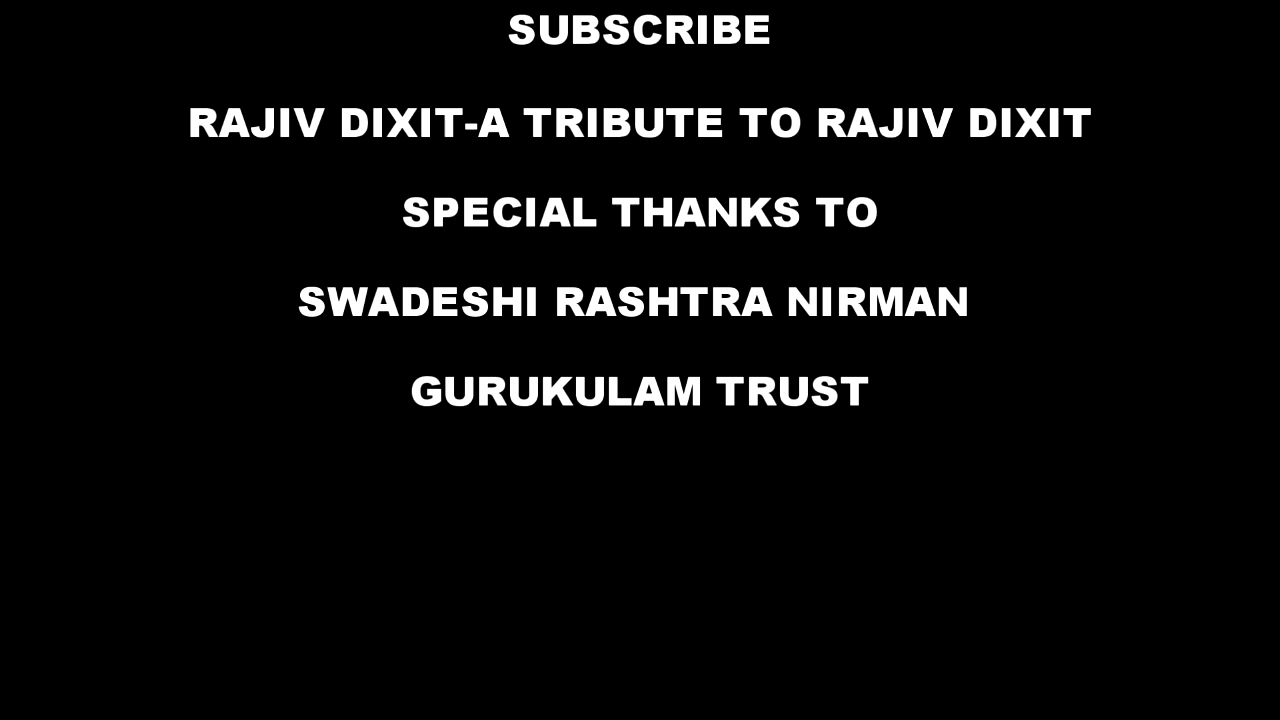 SUBSCRIBE
RAJIV DIXIT-A TRIBUTE TO RAJIV DIXIT
SPECIAL THANKS TO
SWADESHI RASHTRA NIRMAN
GURUKULAM TRUST